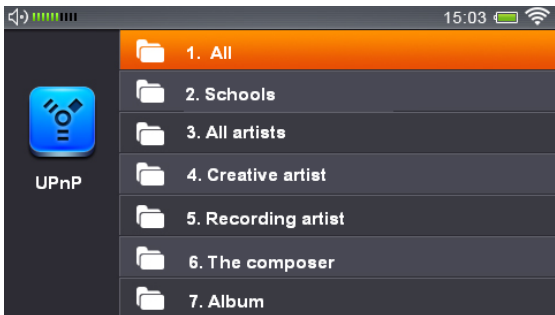 15:03
1. All
2. Schools
3. All artists
4. Creative artist
UPnP
5. Recording artist
6. The composer
7. Album